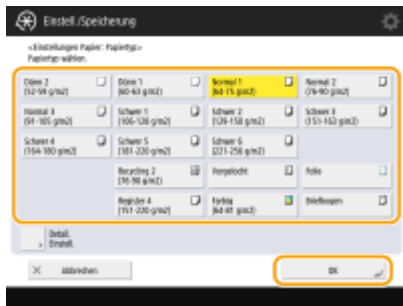 Einstell./Speicherung
<Einstellungen Papier: Papiertyp>
Papiertyp wählen.
Dünn 2
(52-59 g/m2)
Dünn 1
(60-63 g/m2)
Normal 1
(64-75 g/m2)
Normal 2
(76-90 g/m2)
Normal 3
(91-105 g/m2)
Schwer 1
(106-128 g/m2)
Schwer 2
(129-150 g/m2)
Schwer 3
(151-163 g/m2)
Schwer 4
(164-180 g/m2)
Schwer 5
(181-220 g/m2)
Schwer 6
(221-256 g/m2)
Recycling 2
(76-90 g/m2)
Vorgelocht
Folie
Register 4
(151-220 g/m2)
Farbig
(64-81 g/m2)
Briefbogen
Detail.
Einstell.
Abbrechen
OK